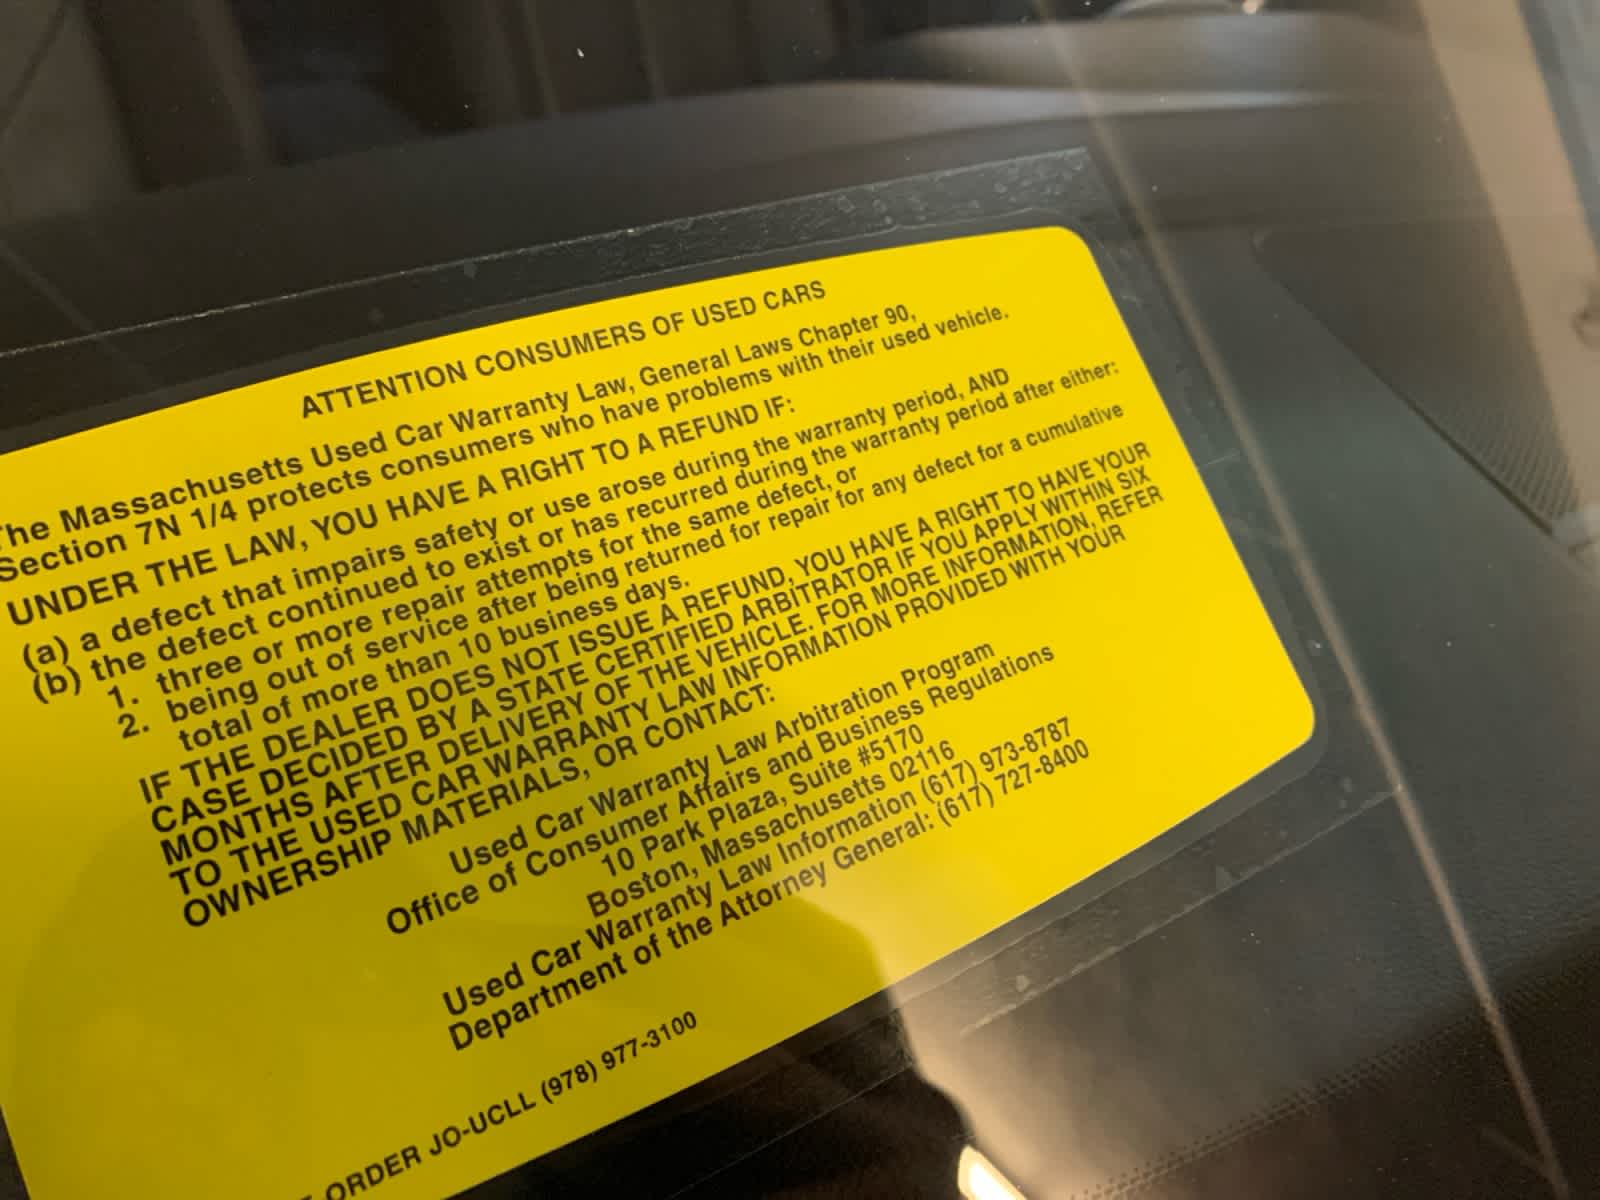 ATTENTION CONSUMERS OF USED CARS
The Massachusetts Used Car Warranty Law, General Laws Chapter 90,
Section 7N 1/4 protects consumers who have problems with their used vehicle.
UNDER THE LAW, YOU HAVE A RIGHT TO A REFUND IF:
(a) a defect that impairs safety or use arose during the warranty period, AND
(b) the defect continued to exist or has recurred during the warranty period after either:
1. three or more repair attempts for the same defect, or
2. being out of service after being returned for repair for any defect for a cumulative
total of more than 10 business days.
IF THE DEALER DOES NOT ISSUE A REFUND, YOU HAVE A RIGHT TO HAVE YOUR
CASE DECIDED BY A STATE CERTIFIED ARBITRATOR IF YOU APPLY WITHIN SIX
MONTHS AFTER DELIVERY OF THE VEHICLE. FOR MORE INFORMATION, REFER
TO THE USED CAR WARRANTY LAW INFORMATION PROVIDED WITH YOUR
OWNERSHIP MATERIALS, OR CONTACT:
Used Car Warranty Law Arbitration Program
Office of Consumer Affairs and Business Regulations
10 Park Plaza, Suite #5170
Boston, Massachusetts 02116
Used Car Warranty Law Information (617) 973-8787
Department of the Attorney General: (617) 727-8400
ORDER JO-UCLL (978) 977-3100